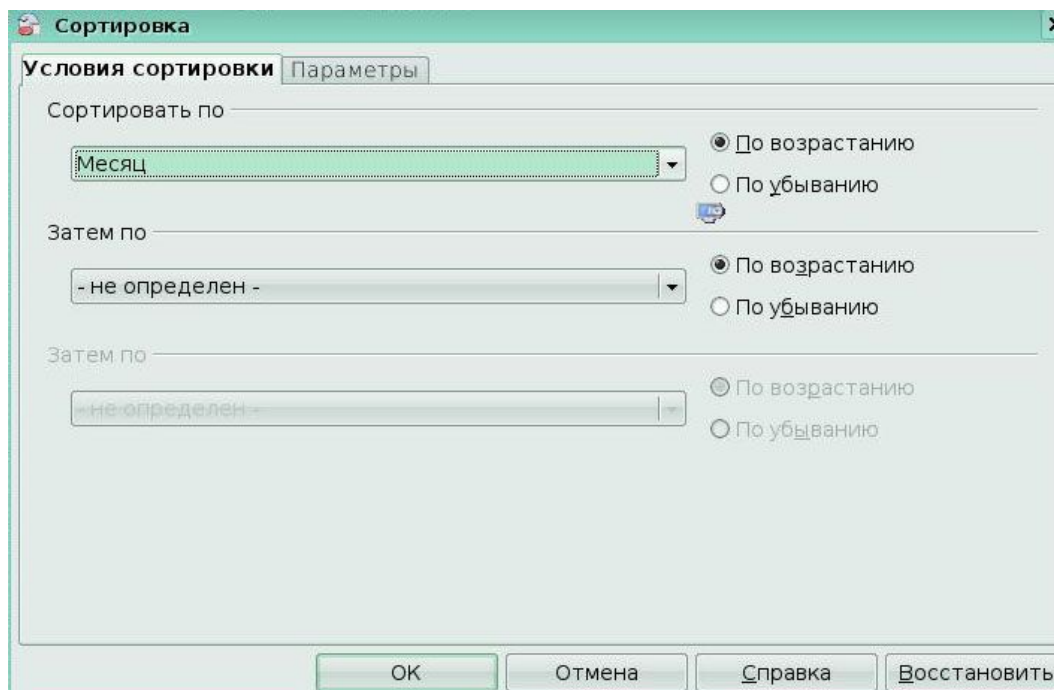 Сортировка
Условия сортировки Параметры
Сортировать по
Месяц
По возрастанию
По убыванию
Затем по
- не определен -
По возрастанию
По убыванию
Затем по
- не определен -
По возрастанию
По убыванию
OK Отмена Справка Восстановить